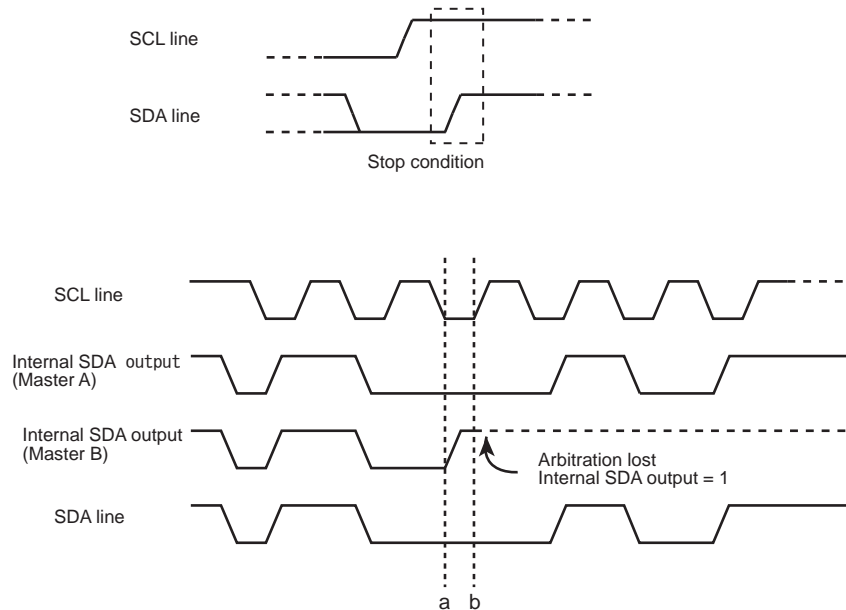 SCL line
SDA line
Stop condition
SCL line
Internal SDA output
(Master A)
Internal SDA output
(Master B)
Arbitration lost
Internal SDA output = 1
SDA line
a b